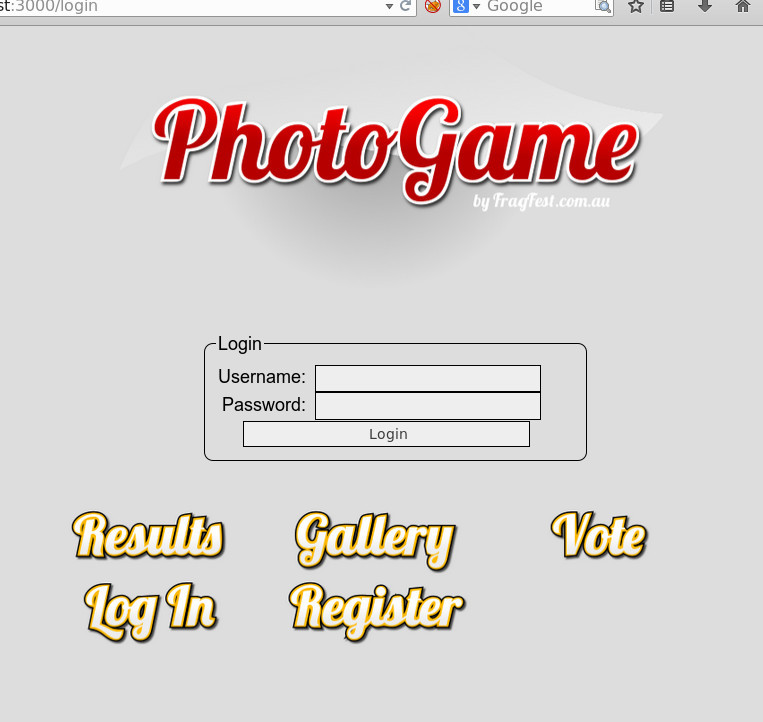 st:3000/login
8 Google
PhotoGame
by FragFest.com.au
Login
Username:
Password:
Login
Results Gallery Vote
Log In Register